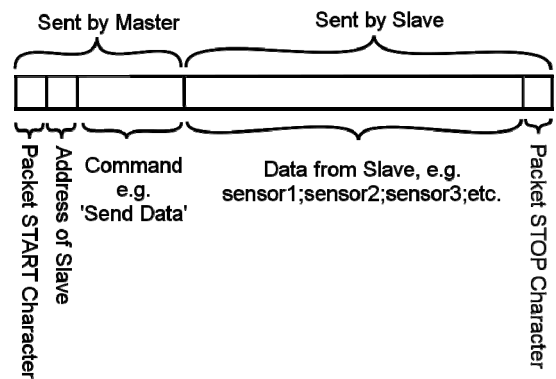 Sent by Master
Sent by Slave
Packet START Character
Address of Slave
Command
e.g.
'Send Data'
Data from Slave, e.g.
sensor1;sensor2;sensor3;etc.
Packet STOP Character